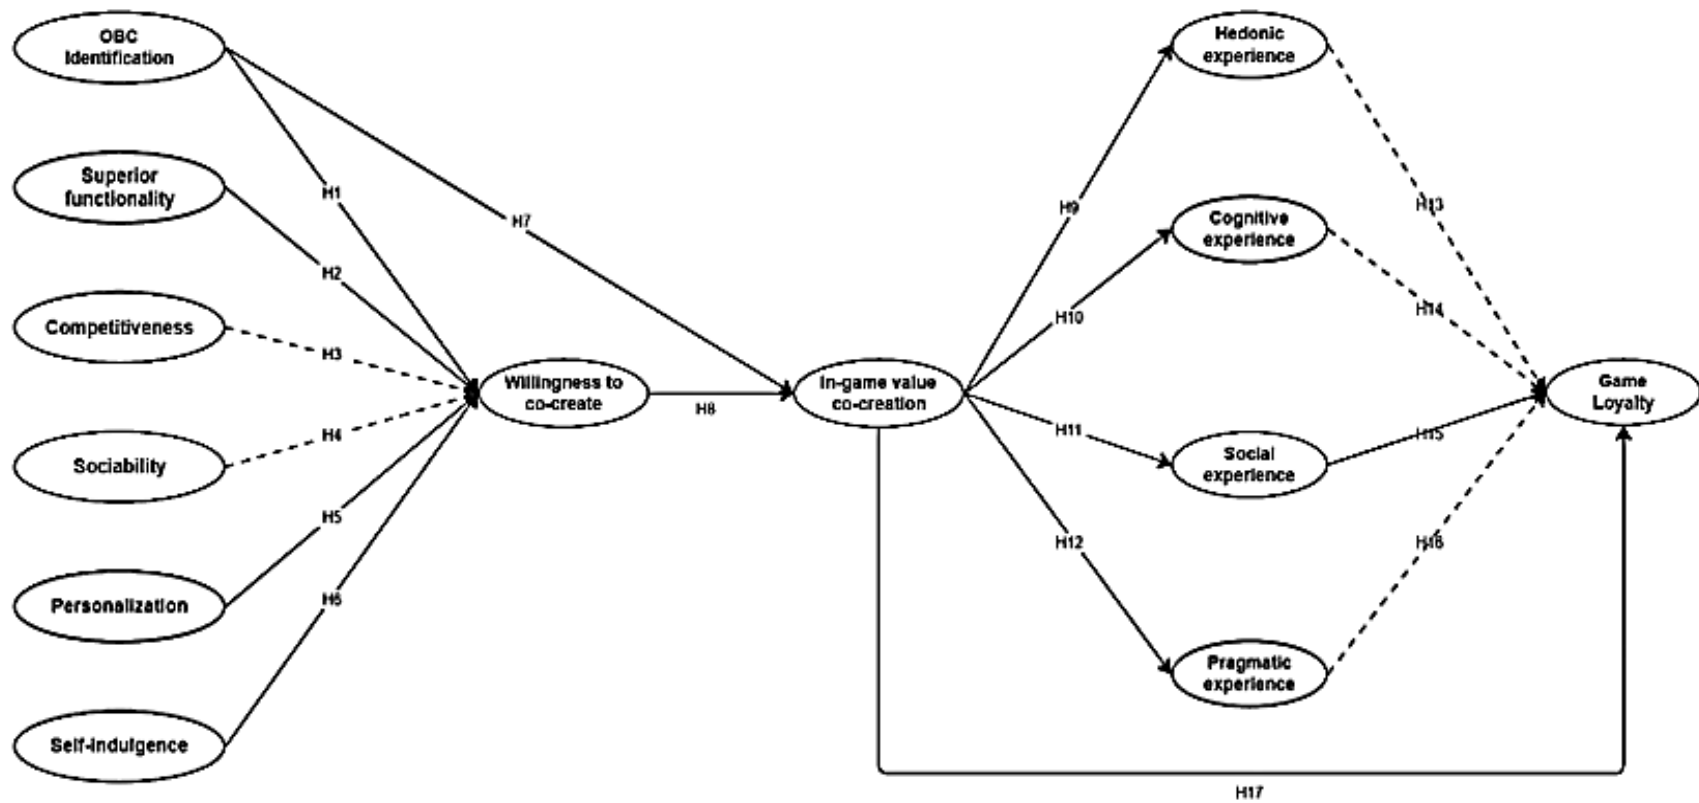 OBC
Identification
Superior
functionality
Competitiveness
Sociability
Personalization
Self-indulgence
H1
H2
H3
H4
H5
H6
H7
Willingness to
co-create
H8
In-game value
co-creation
H9
H10
H11
H12
Hedonic
experience
Cognitive
experience
Social
experience
Pragmatic
experience
H13
H14
H15
H16
Game
Loyalty
H17